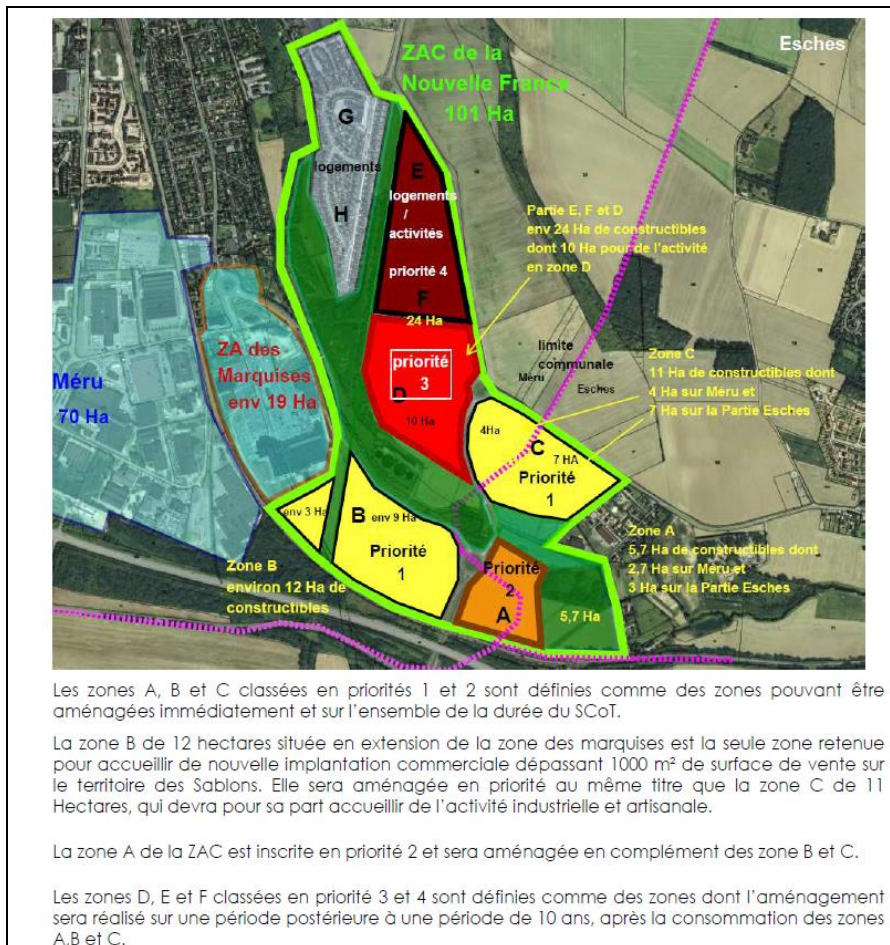 Esches
ZAC de la
Nouvelle France
101 Ha
G
logements
H
E
logements
/
activités
priorité 4
F
24 Ha
Partie E, F et D
env 24 Ha de constructibles
dont 10 Ha pour de l'activité
en zone D
priorité
3
D
10 Ha
limite
communale
Méru
Esches
Zone C
11 Ha de constructibles dont
4 Ha sur Méru et
7 Ha sur la Partie Esches
ZA des
Marquises
env 19 Ha
Méru
70 Ha
4Ha
C
7 HA
Priorité
1
env 3 Ha
B
env 9 Ha
Priorité
1
Zone B
environ 12 Ha de
constructibles
Priorité
2
A
5,7 Ha
Zone A
5,7 Ha de constructibles dont
2,7 Ha sur Méru et
3 Ha sur la Partie Esches
Les zones A, B et C classées en priorités 1 et 2 sont définies comme des zones pouvant être
aménagées immédiatement et sur l'ensemble de la durée du SCoT.
La zone B de 12 hectares située en extension de la zone des marquises est la seule zone retenue
pour accueillir de nouvelle implantation commerciale dépassant 1000 m² de surface de vente sur
le territoire des Sablons. Elle sera aménagée en priorité au même titre que la zone C de 11
Hectares, qui devra pour sa part accueillir de l'activité industrielle et artisanale.
La zone A de la ZAC est inscrite en priorité 2 et sera aménagée en complément des zone B et C.
Les zones D, E et F classées en priorité 3 et 4 sont définies comme des zones dont l'aménagement
sera réalisé sur une période postérieure à une période de 10 ans, après la consommation des zones
A,B et C.